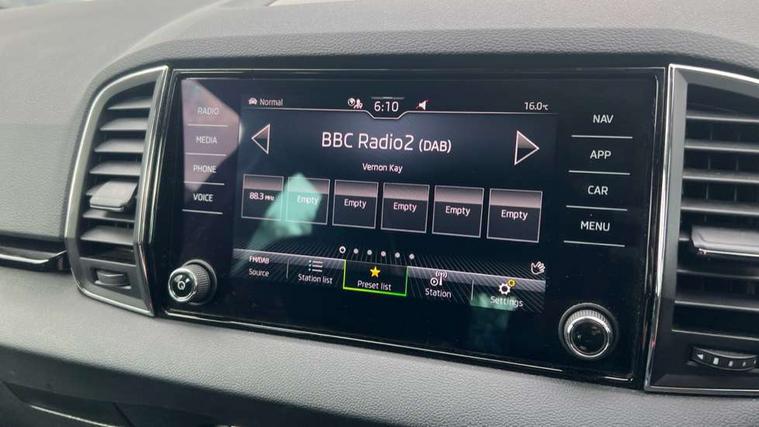 RADIO
MEDIA
PHONE
VOICE
Normal
6:10
16.0℃
BBC Radio2 (DAB)
Vernon Kay
88.3 MHz
Empty
Empty
Empty
Empty
Empty
FM/DAB
Source
Station list
Preset list
Station
Settings
NAV
APP
CAR
MENU